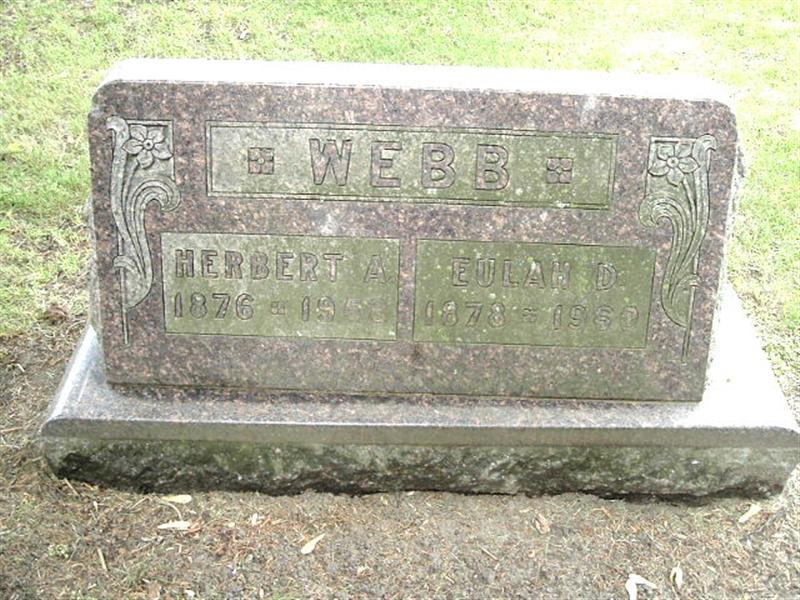 WEBB
HERBERT A.
1876
EULAH D.
1878 1960